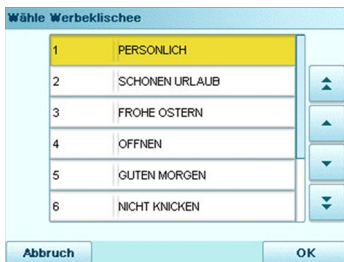 Wähle Werbeklischee
1 PERSONLICH
2 SCHONEN URLAUB
3 FROHE OSTERN
4 OFFNEN
5 GUTEN MORGEN
6 NICHT KNICKEN
Abbruch OK